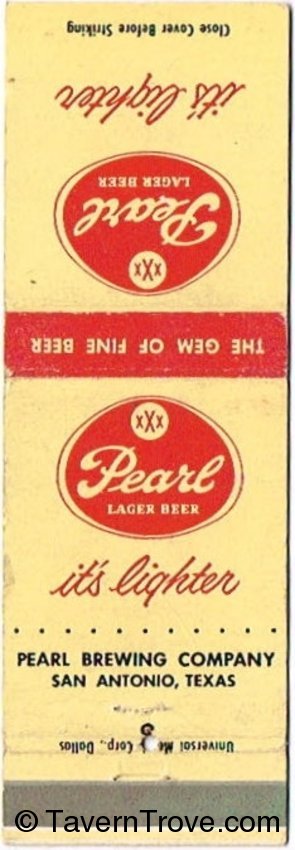 Close Cover Before Striking
it's lighter
XXX
Pearl
LAGER BEER
THE GEM OF FINE BEER
XXX
Pearl
LAGER BEER
it's lighter
PEARL BREWING COMPANY
SAN ANTONIO, TEXAS
Universal Corp., Dallas
© TavernTrove.com